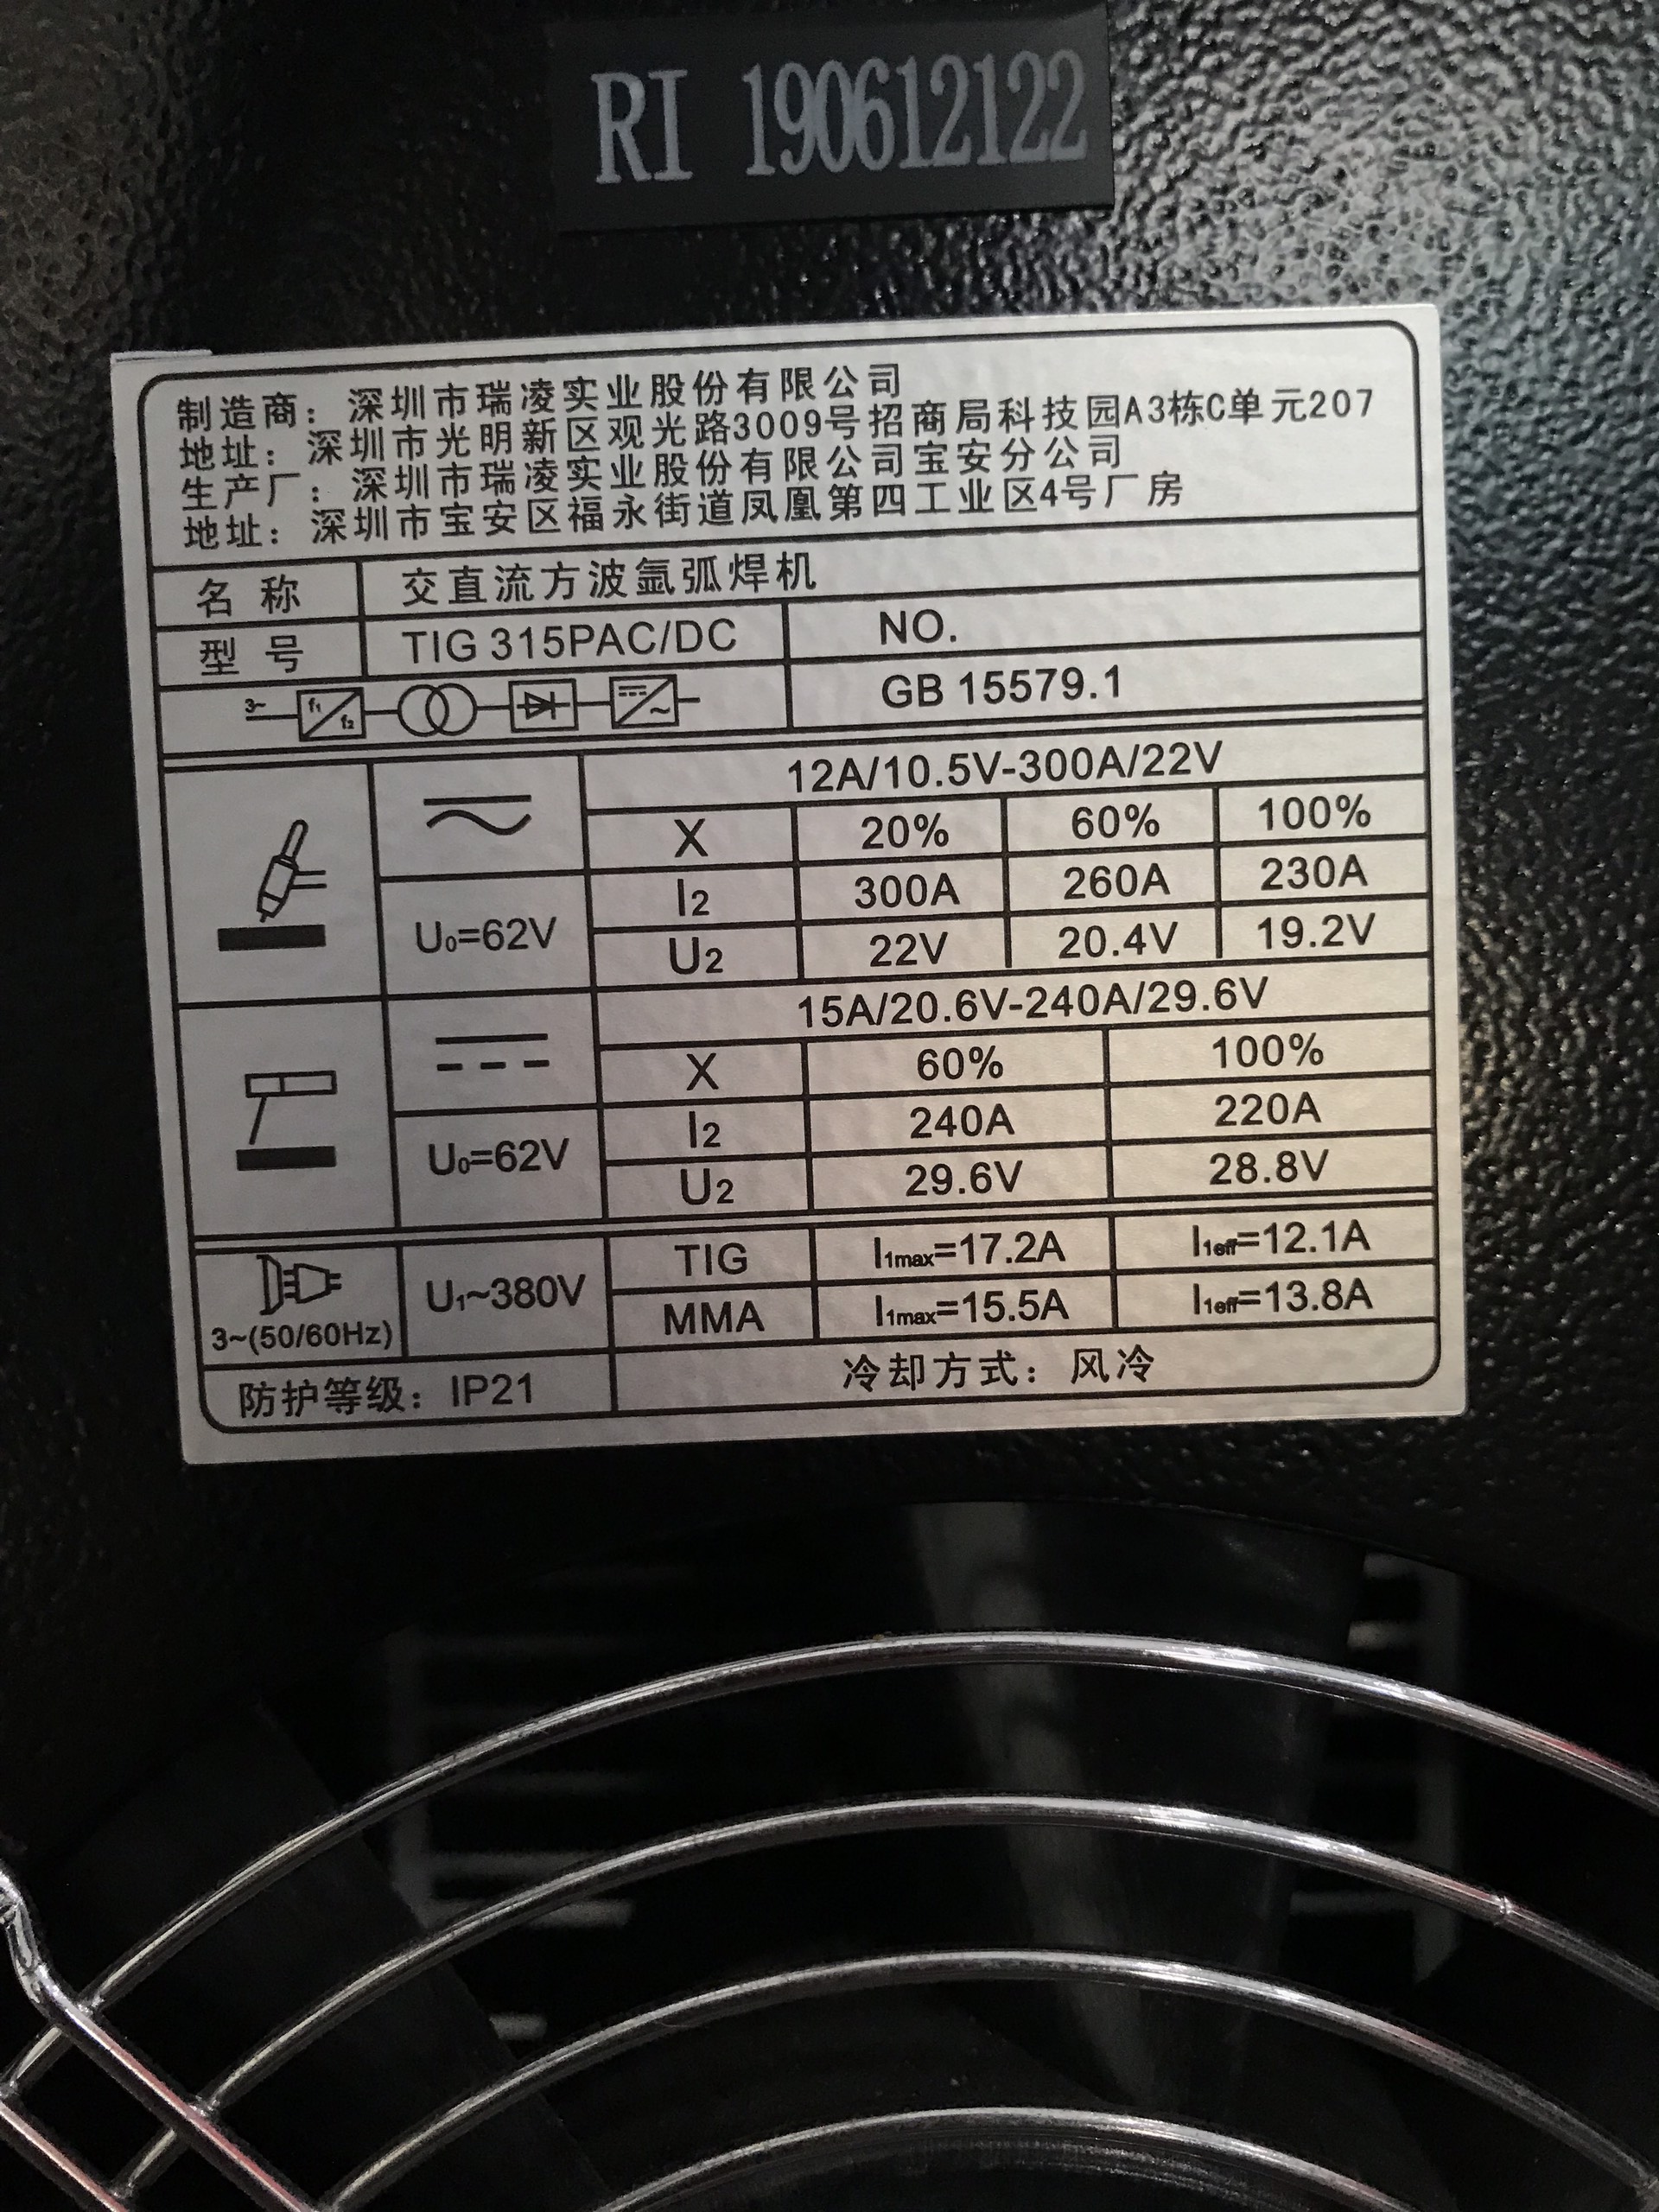 RI 190612122
制造商：深圳市瑞凌实业股份有限公司
地址：深圳市光明新区观光路3009号招商局科技园A3栋C单元207
生产厂：深圳市瑞凌实业股份有限公司宝安分公司
地址：深圳市宝安区福永街道凤凰第四工业区4号厂房
名 称 交直流方波氩弧焊机
型 号 TIG 315PAC/DC NO.
3~ f₁ f₂ GB 15579.1
12A/10.5V-300A/22V
X 20% 60% 100%
I2 300A 260A 230A
U₀=62V
U2 22V 20.4V 19.2V
15A/20.6V-240A/29.6V
X 60% 100%
I2 240A 220A
U₀=62V
U2 29.6V 28.8V
U₁~380V
TIG I1max=17.2A I1eff=12.1A
3~(50/60Hz)
MMA I1max=15.5A I1eff=13.8A
防护等级：IP21 冷却方式：风冷